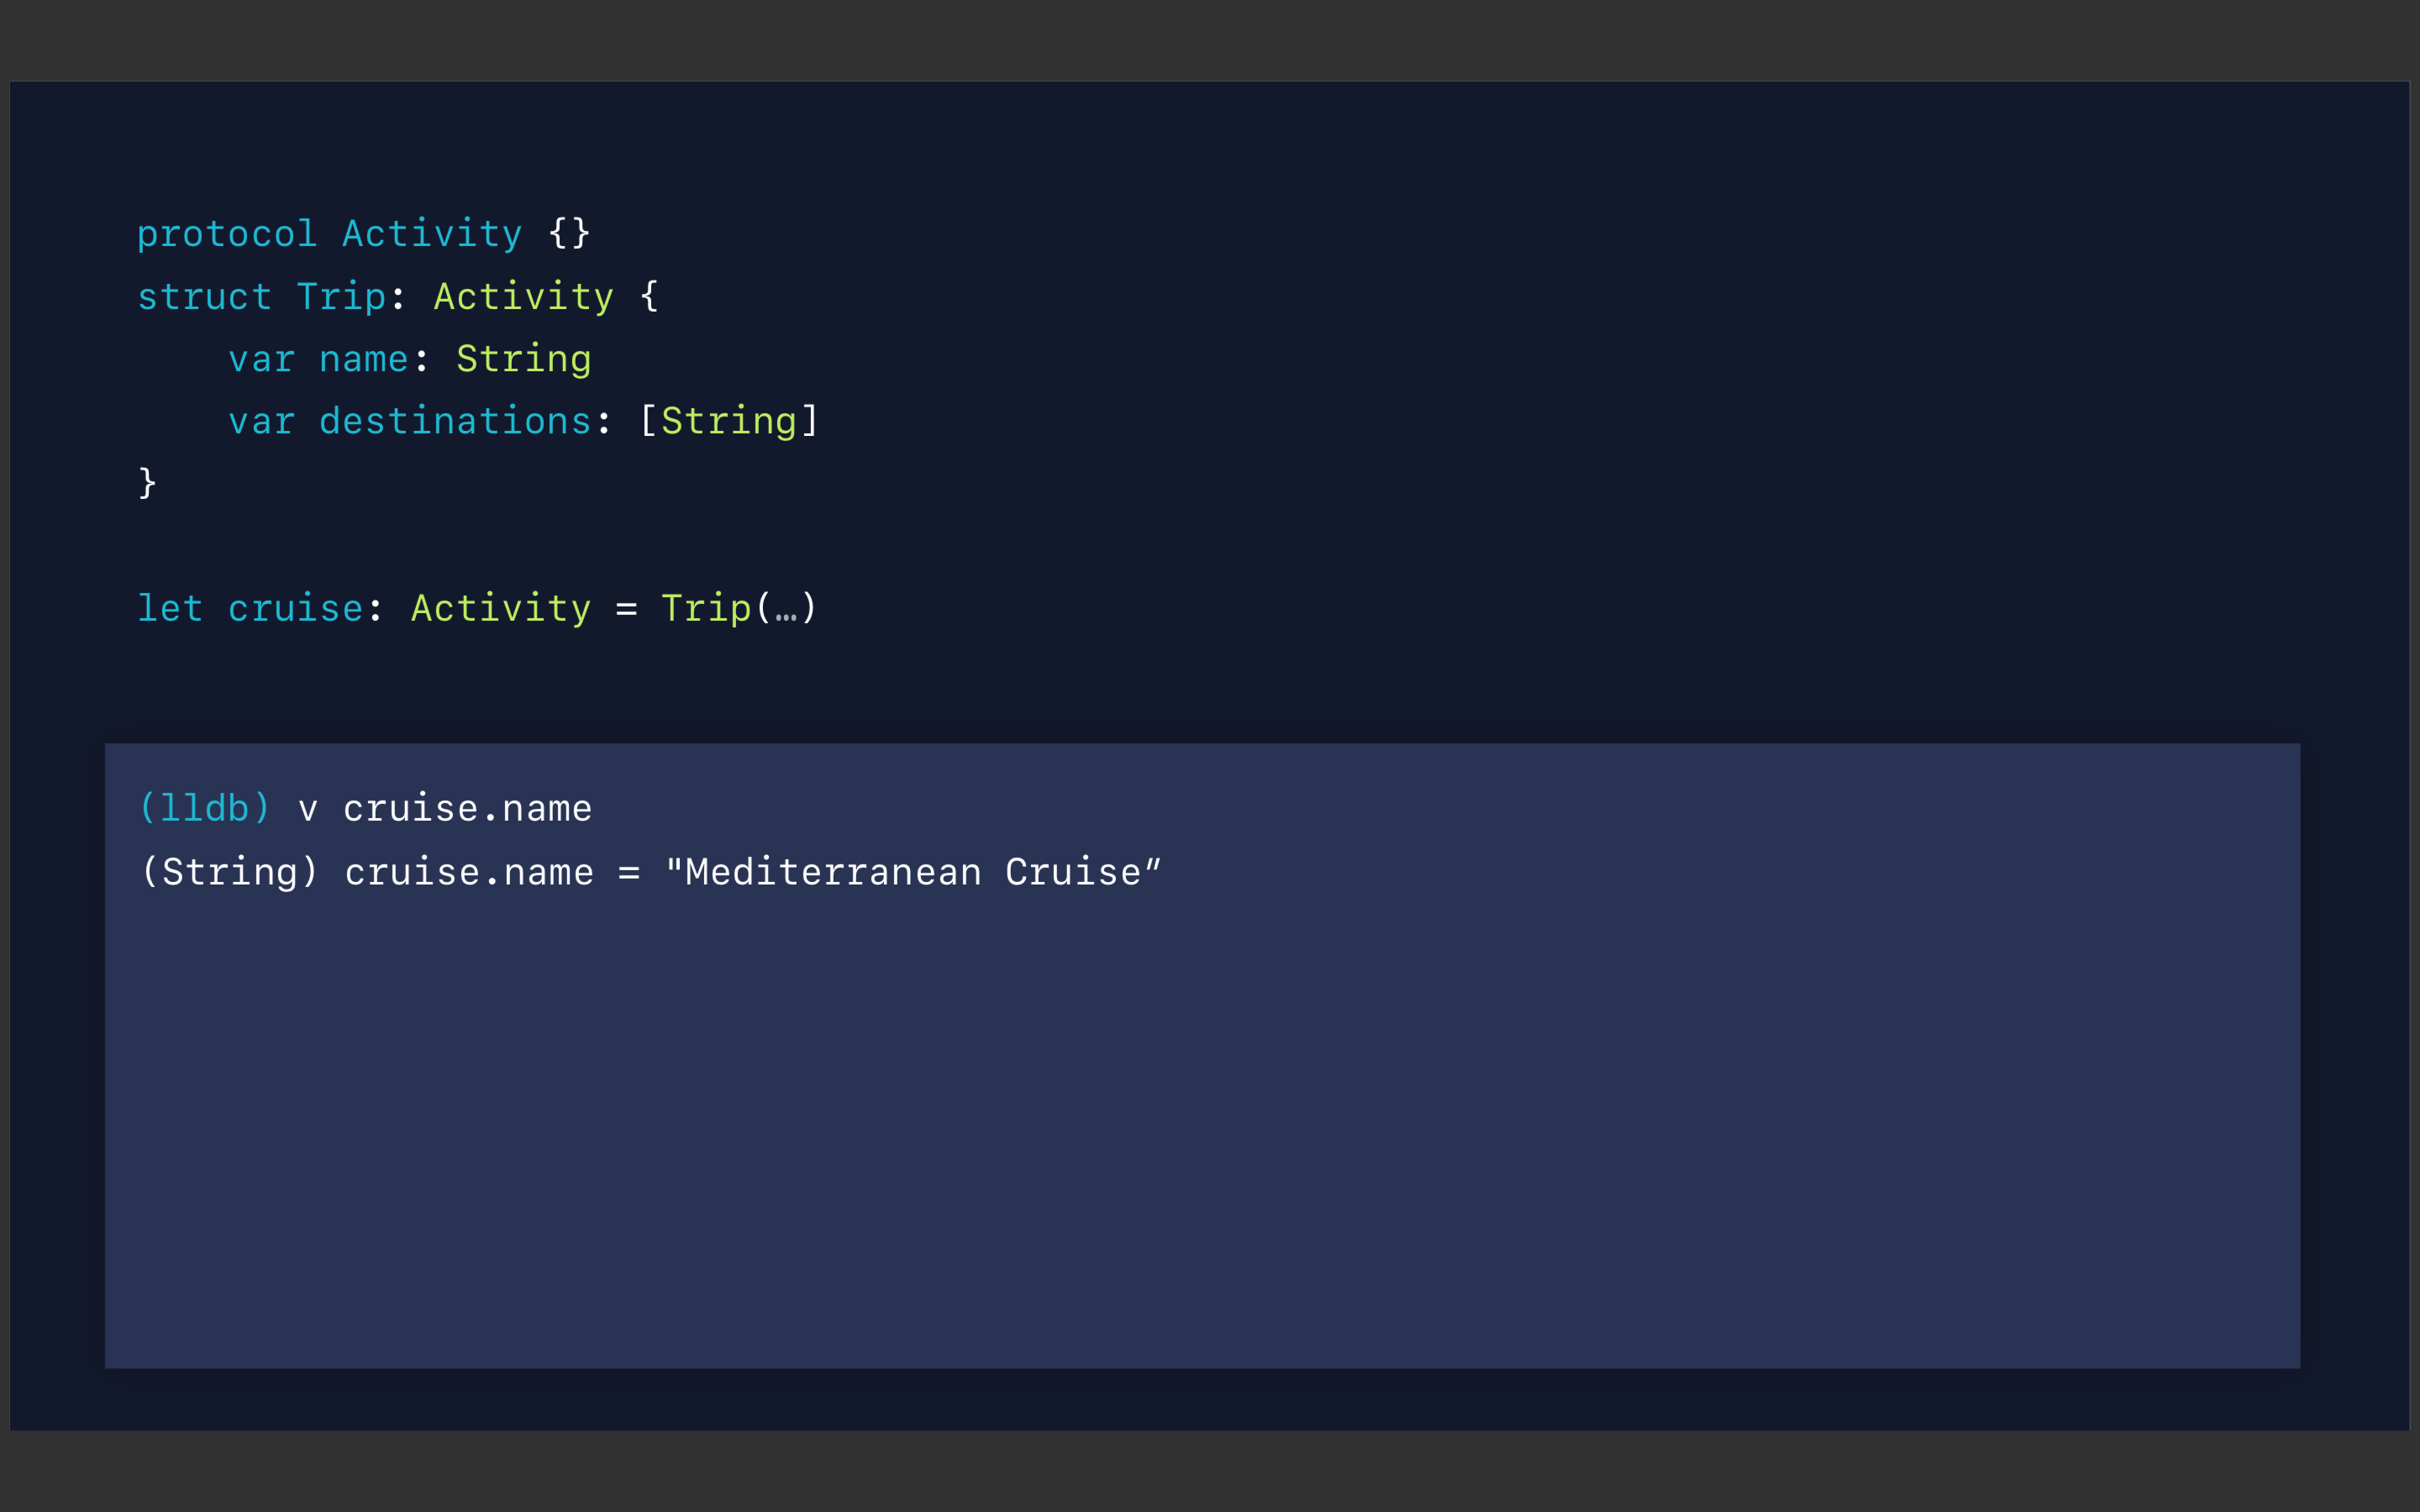 protocol Activity {}
struct Trip: Activity {
    var name: String
    var destinations: [String]
}
let cruise: Activity = Trip(…)
(lldb) v cruise.name
(String) cruise.name = "Mediterranean Cruise”